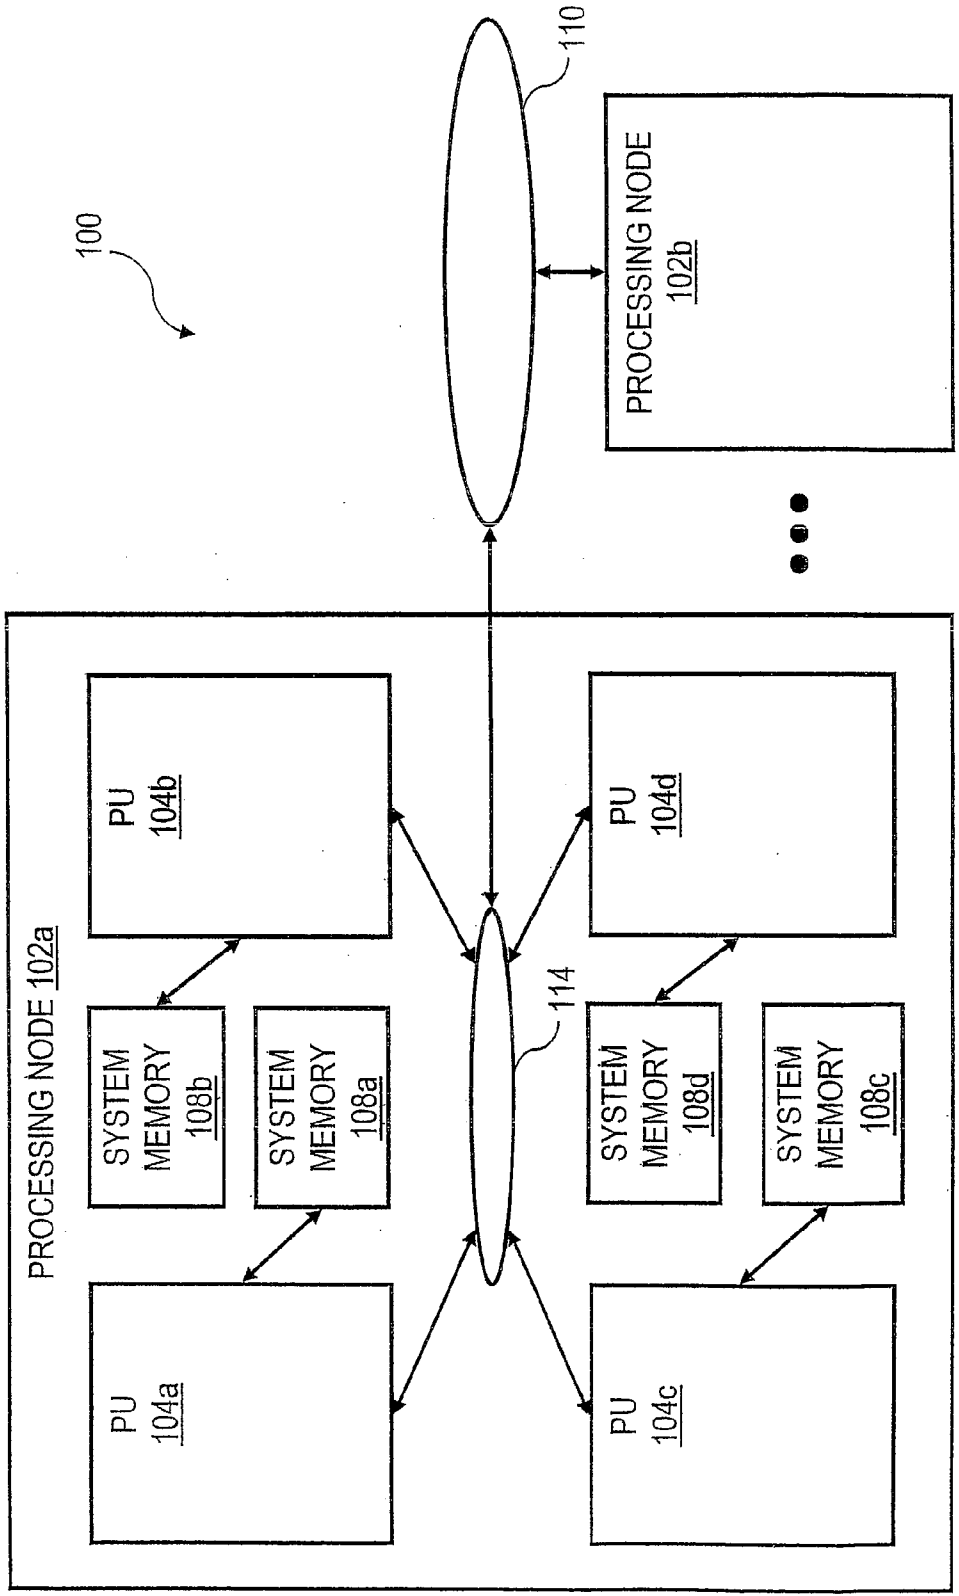 100
PROCESSING NODE 102a
PU
104a
SYSTEM
MEMORY
108b
SYSTEM
MEMORY
108a
PU
104b
114
110
PU
104c
SYSTEM
MEMORY
108d
SYSTEM
MEMORY
108c
PU
104d
PROCESSING NODE
102b